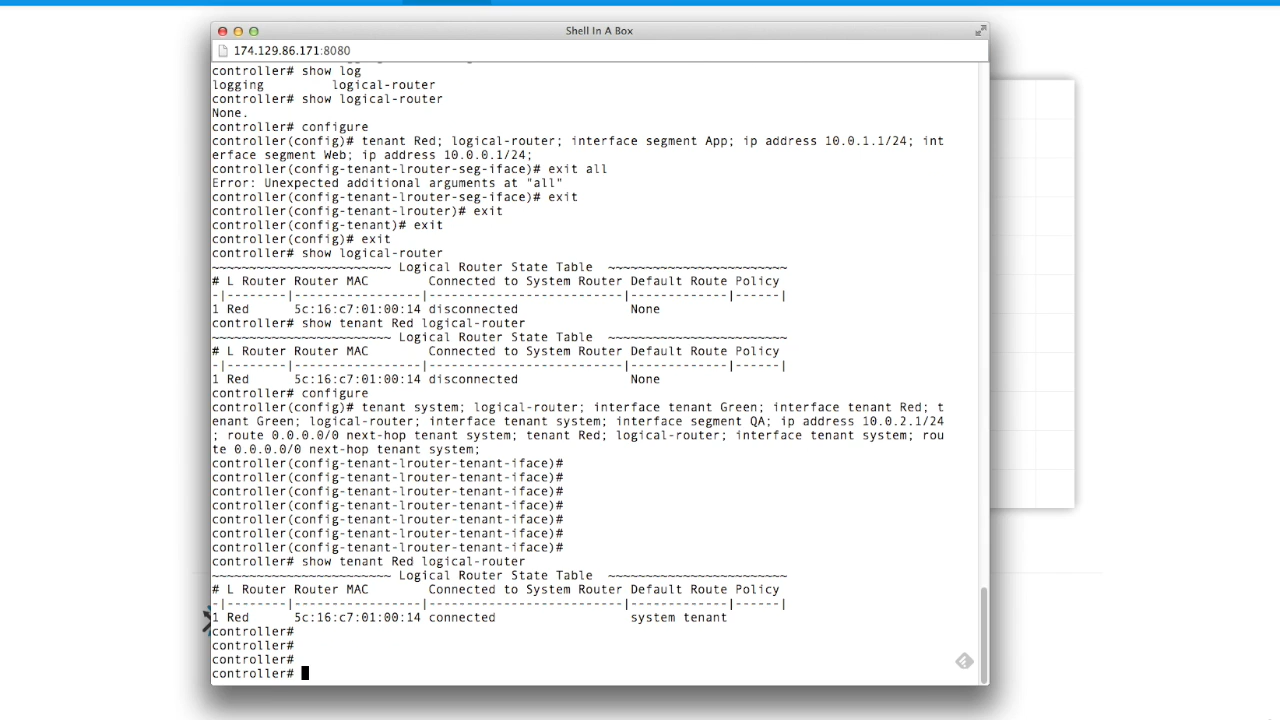 Shell In A Box
174.129.86.171:8080
controller# show log
logging         logical-router
controller# show logical-router
None.
controller# configure
controller(config)# tenant Red; logical-router; interface segment App; ip address 10.0.1.1/24; int
erface segment Web; ip address 10.0.0.1/24;
controller(config-tenant-lrouter-seg-iface)# exit all
Error: Unexpected additional arguments at "all"
controller(config-tenant-lrouter-seg-iface)# exit
controller(config-tenant-lrouter)# exit
controller(config-tenant)# exit
controller(config)# exit
controller# show logical-router
~~~~~~~~~~~~~~~~~~~~~~~~ Logical Router State Table  ~~~~~~~~~~~~~~~~~~~~~~~~
# L Router Router MAC        Connected to System Router Default Route Policy
-|--------|-----------------|--------------------------|-------------|------|
1 Red      5c:16:c7:01:00:14 disconnected               None
controller# show tenant Red logical-router
~~~~~~~~~~~~~~~~~~~~~~~~ Logical Router State Table  ~~~~~~~~~~~~~~~~~~~~~~~~
# L Router Router MAC        Connected to System Router Default Route Policy
-|--------|-----------------|--------------------------|-------------|------|
1 Red      5c:16:c7:01:00:14 disconnected               None
controller# configure
controller(config)# tenant system; logical-router; interface tenant Green; interface tenant Red; t
enant Green; logical-router; interface tenant system; interface segment QA; ip address 10.0.2.1/24
; route 0.0.0.0/0 next-hop tenant system; tenant Red; logical-router; interface tenant system; rou
te 0.0.0.0/0 next-hop tenant system;
controller(config-tenant-lrouter-tenant-iface)#
controller(config-tenant-lrouter-tenant-iface)#
controller(config-tenant-lrouter-tenant-iface)#
controller(config-tenant-lrouter-tenant-iface)#
controller(config-tenant-lrouter-tenant-iface)#
controller(config-tenant-lrouter-tenant-iface)#
controller(config-tenant-lrouter-tenant-iface)#
controller# show tenant Red logical-router
~~~~~~~~~~~~~~~~~~~~~~~~ Logical Router State Table  ~~~~~~~~~~~~~~~~~~~~~~~~
# L Router Router MAC        Connected to System Router Default Route Policy
-|--------|-----------------|--------------------------|-------------|------|
1 Red      5c:16:c7:01:00:14 connected                  system tenant
controller#
controller#
controller#
controller#